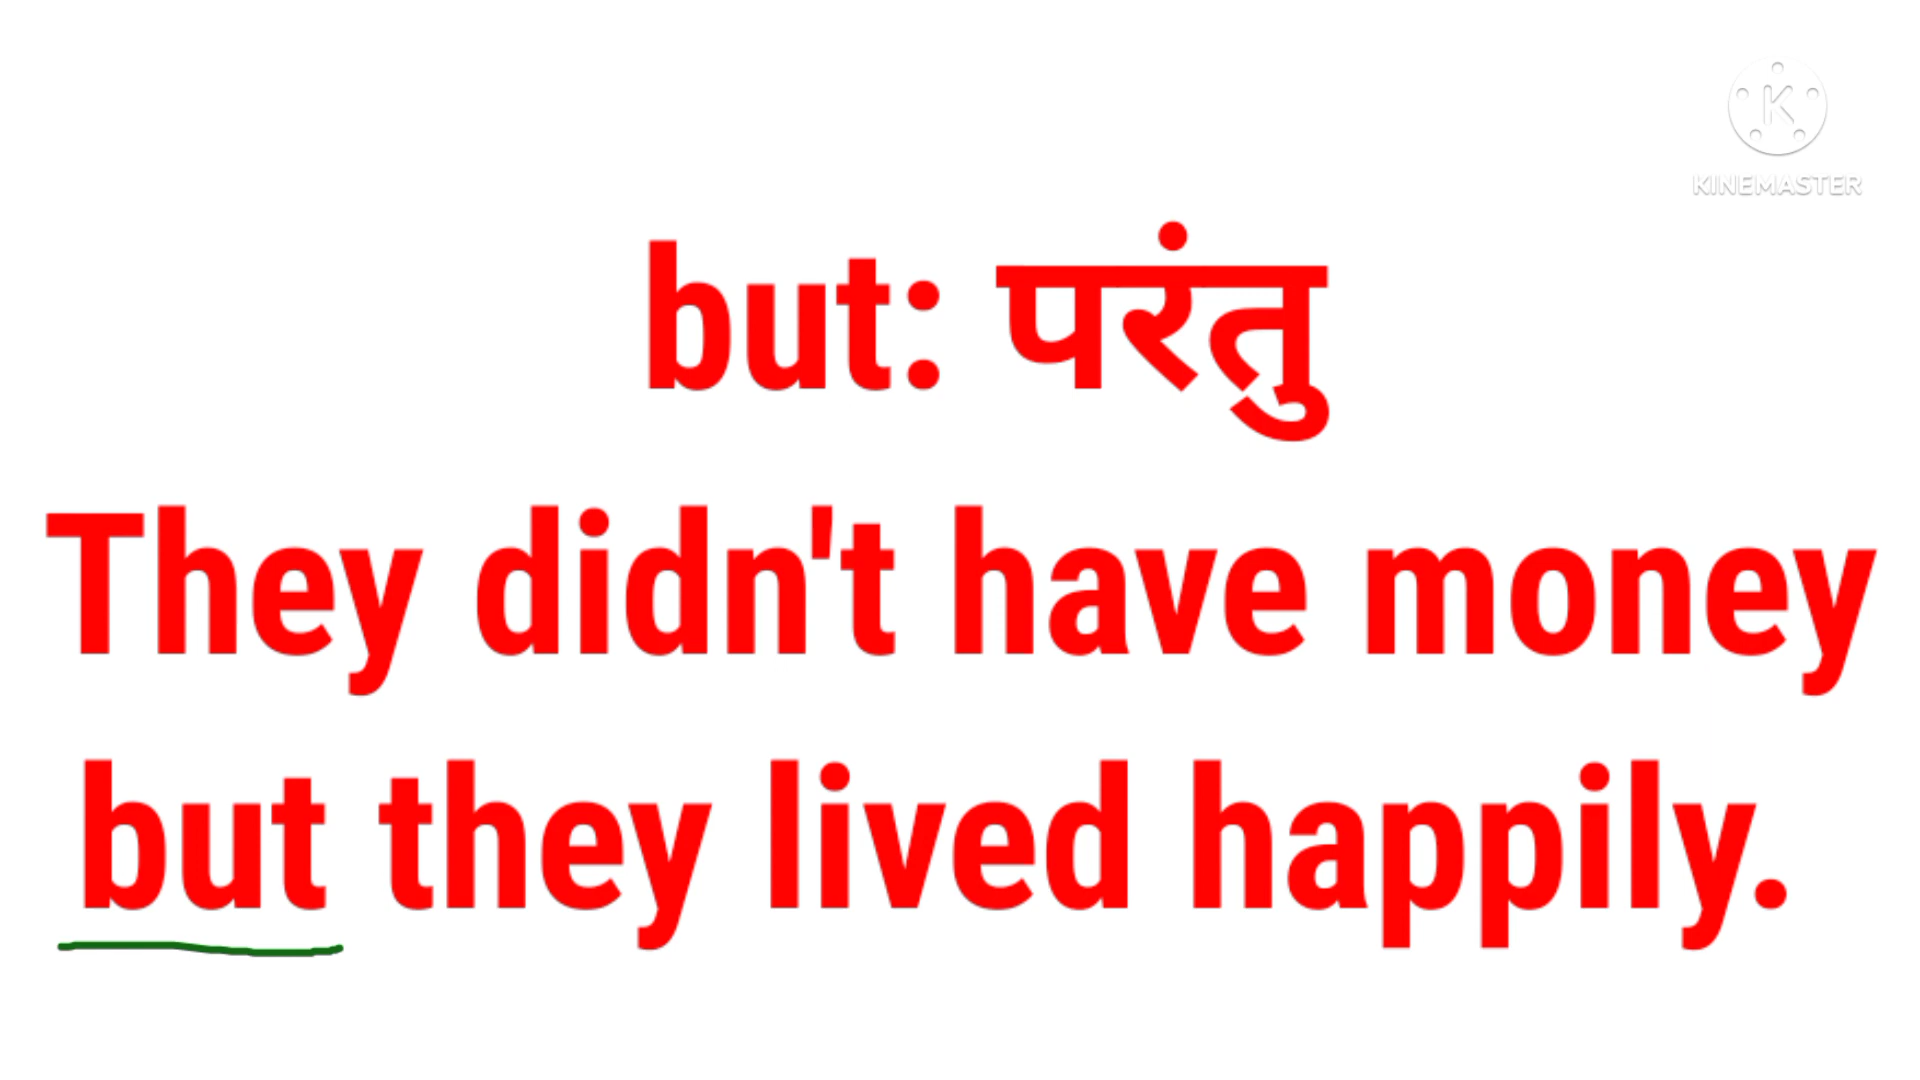 KINEMASTER
but: परंतु
They didn't have money
but they lived happily.